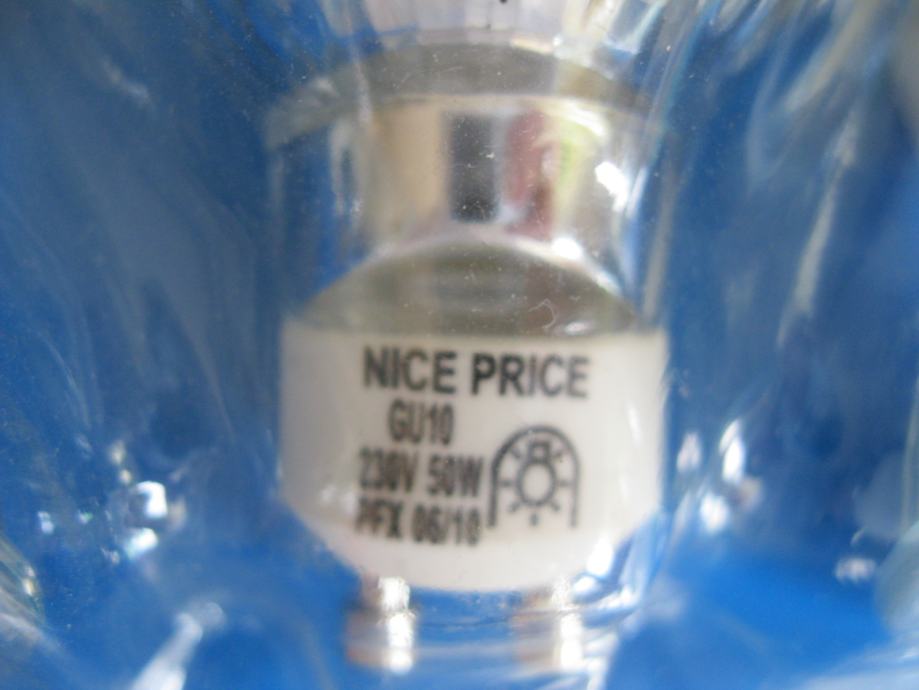 NICE PRICE
GU10
230V 50W
PFX 06/10